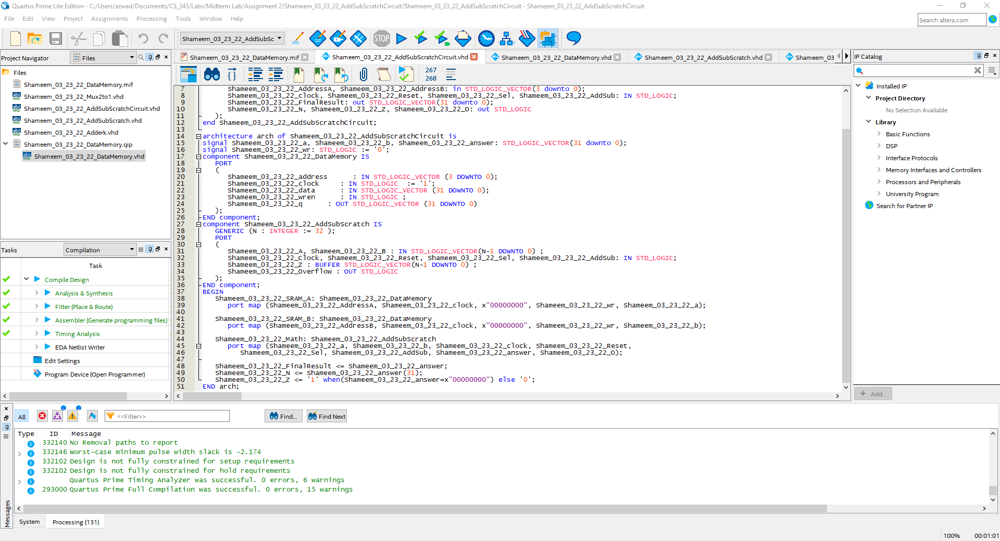 Quartus Prime Lite Edition - C:/Users/azwad/Documents/CS_343/Labs/Midterm Lab/Assignment 2/Shameem_03_23_22_AddSubScratchCircuit/Shameem_03_23_22_AddSubScratchCircuit - Shameem_03_23_22_AddSubScratchCircuit
File Edit View Project Assignments Processing Tools Window Help
Search altera.com
Shameem_03_23_22_AddSubSc
STOP
Project Navigator
Files
Files
Shameem_03_23_22_DataMemory.mif
Shameem_03_23_22_Mux2to1.vhd
Shameem_03_23_22_AddSubScratchCircuit.vhd
Shameem_03_23_22_AddSubScratch.vhd
Shameem_03_23_22_Adderk.vhd
Shameem_03_23_22_DataMemory.qip
Shameem_03_23_22_DataMemory.vhd
Tasks
Compilation
Task
Compile Design
Analysis & Synthesis
Fitter (Place & Route)
Assembler (Generate programming files)
Timing Analysis
EDA Netlist Writer
Edit Settings
Program Device (Open Programmer)
Shameem_03_23_22_DataMemory.mif
Shameem_03_23_22_AddSubScratchCircuit.vhd
Shameem_03_23_22_DataMemory.vhd
Shameem_03_23_22_AddSubScratch.vhd
Shameem_03
267
268
7 Shameem_03_23_22_AddressA, Shameem_03_23_22_AddressB: in STD_LOGIC_VECTOR(3 downto 0);
8 Shameem_03_23_22_clock, Shameem_03_23_22_Reset, Shameem_03_23_22_Sel, Shameem_03_23_22_AddSub: IN STD_LOGIC;
9 Shameem_03_23_22_FinalResult: out STD_LOGIC_VECTOR(31 downto 0);
10 Shameem_03_23_22_N, Shameem_03_23_22_Z, Shameem_03_23_22_O: out STD_LOGIC
11 );
12 end Shameem_03_23_22_AddSubScratchCircuit;
13
14 architecture arch of Shameem_03_23_22_AddSubScratchCircuit is
15 signal Shameem_03_23_22_a, Shameem_03_23_22_b, Shameem_03_23_22_answer: STD_LOGIC_VECTOR(31 downto 0);
16 signal Shameem_03_23_22_wr: STD_LOGIC := '0';
17 component Shameem_03_23_22_DataMemory IS
18 PORT
19 (
20 Shameem_03_23_22_address : IN STD_LOGIC_VECTOR (3 DOWNTO 0);
21 Shameem_03_23_22_clock : IN STD_LOGIC := '1';
22 Shameem_03_23_22_data : IN STD_LOGIC_VECTOR (31 DOWNTO 0);
23 Shameem_03_23_22_wren : IN STD_LOGIC ;
24 Shameem_03_23_22_q : OUT STD_LOGIC_VECTOR (31 DOWNTO 0)
25 );
26 END component;
27 component Shameem_03_23_22_AddSubScratch IS
28 GENERIC (N : INTEGER := 32 );
29 PORT
30 (
31 Shameem_03_23_22_A, Shameem_03_23_22_B : IN STD_LOGIC_VECTOR(N-1 DOWNTO 0) ;
32 Shameem_03_23_22_Clock, Shameem_03_23_22_Reset, Shameem_03_23_22_Sel, Shameem_03_23_22_AddSub: IN STD_LOGIC;
33 Shameem_03_23_22_Z : BUFFER STD_LOGIC_VECTOR(N-1 DOWNTO 0) ;
34 Shameem_03_23_22_Overflow : OUT STD_LOGIC
35 );
36 END component;
37 BEGIN
38 Shameem_03_23_22_SRAM_A: Shameem_03_23_22_DataMemory
39 port map (Shameem_03_23_22_AddressA, Shameem_03_23_22_clock, x"00000000", Shameem_03_23_22_wr, Shameem_03_23_22_a);
40
41 Shameem_03_23_22_SRAM_B: Shameem_03_23_22_DataMemory
42 port map (Shameem_03_23_22_AddressB, Shameem_03_23_22_clock, x"00000000", Shameem_03_23_22_wr, Shameem_03_23_22_b);
43
44 Shameem_03_23_22_Math: Shameem_03_23_22_AddSubScratch
45 port map (Shameem_03_23_22_a, Shameem_03_23_22_b, Shameem_03_23_22_clock, Shameem_03_23_22_Reset,
46 Shameem_03_23_22_Sel, Shameem_03_23_22_AddSub, Shameem_03_23_22_answer, Shameem_03_23_22_O);
47
48 Shameem_03_23_22_FinalResult <= Shameem_03_23_22_answer;
49 Shameem_03_23_22_N <= Shameem_03_23_22_answer(31);
50 Shameem_03_23_22_Z <= '1' when(Shameem_03_23_22_answer=x"00000000") else '0';
51 END arch;
IP Catalog
Installed IP
Project Directory
No Selection Available
Library
Basic Functions
DSP
Interface Protocols
Memory Interfaces and Controllers
Processors and Peripherals
University Program
Search for Partner IP
+ Add...
All
<<Filter>>
Find...
Find Next
Type ID Message
332140 No Removal paths to report
332146 Worst-case minimum pulse width slack is -2.174
332102 Design is not fully constrained for setup requirements
332102 Design is not fully constrained for hold requirements
Quartus Prime Timing Analyzer was successful. 0 errors, 6 warnings
293000 Quartus Prime Full Compilation was successful. 0 errors, 15 warnings
Messages
System
Processing (131)
100% 00:01:01